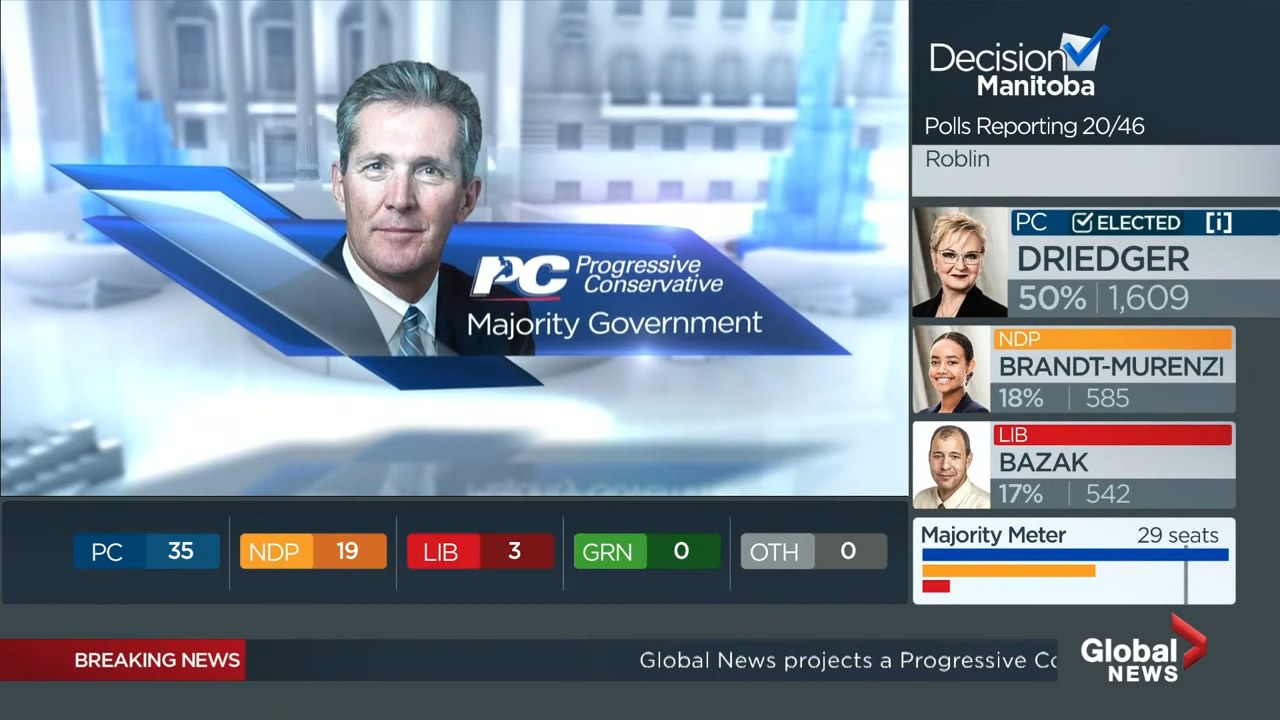 Decision
Manitoba
Polls Reporting 20/46
Roblin
PC ELECTED [i]
DRIEDGER
50% 1,609
NDP
BRANDT-MURENZI
18% 585
LIB
BAZAK
17% 542
Majority Meter 29 seats
PC Progressive
Conservative
Majority Government
PC 35 NDP 19 LIB 3 GRN 0 OTH 0
BREAKING NEWS Global News projects a Progressive Co
Global
NEWS